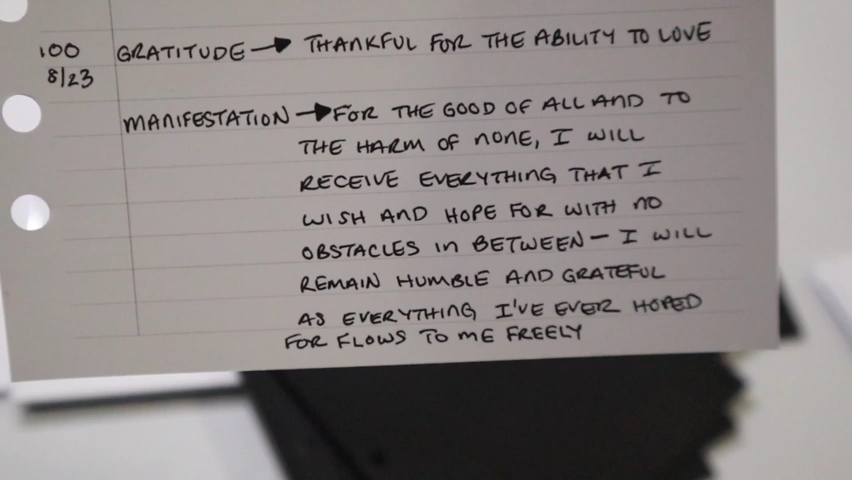 100 GRATITUDE → THANKFUL FOR THE ABILITY TO LOVE
8/23
MANIFESTATION → FOR THE GOOD OF ALL AND TO
THE HARM OF NONE, I WILL
RECEIVE EVERYTHING THAT I
WISH AND HOPE FOR WITH NO
OBSTACLES IN BETWEEN - I WILL
REMAIN HUMBLE AND GRATEFUL
AS EVERYTHING I'VE EVER HOPED
FOR FLOWS TO ME FREELY